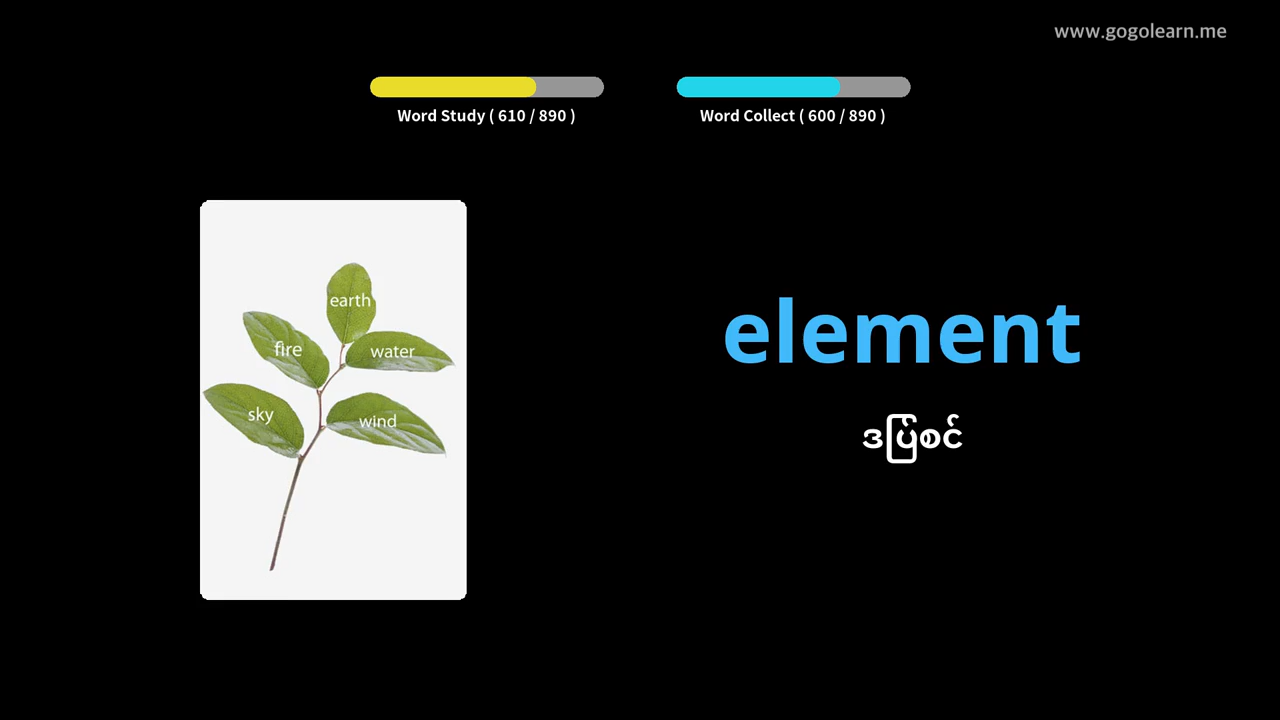 www.gogolearn.me
Word Study ( 610 / 890 )
Word Collect ( 600 / 890 )
earth
fire
water
sky
wind
element
ဒြပ်စင်